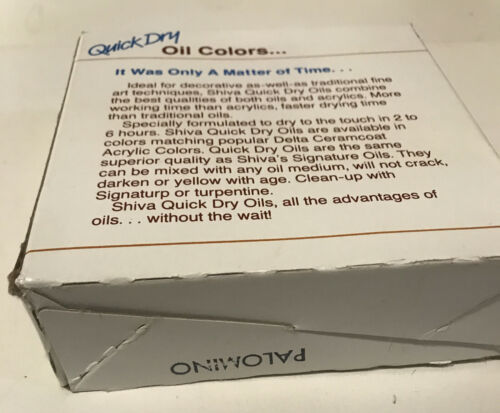 Quick Dry
Oil Colors...
It Was Only A Matter of Time. . .
Ideal for decorative as-well-as traditional fine
art techniques, Shiva Quick Dry Oils combine
the best qualities of both oils and acrylics. More
working time than acrylics, faster drying time
than traditional oils.
Specially formulated to dry to the touch in 2 to
6 hours. Shiva Quick Dry Oils are available in
colors matching popular Delta Ceramcoat
Acrylic Colors. Quick Dry Oils are the same
superior quality as Shiva's Signature Oils. They
can be mixed with any oil medium, will not crack,
darken or yellow with age. Clean-up with
Signaturp or turpentine.
Shiva Quick Dry Oils, all the advantages of
oils. . . without the wait!
PALOMINO